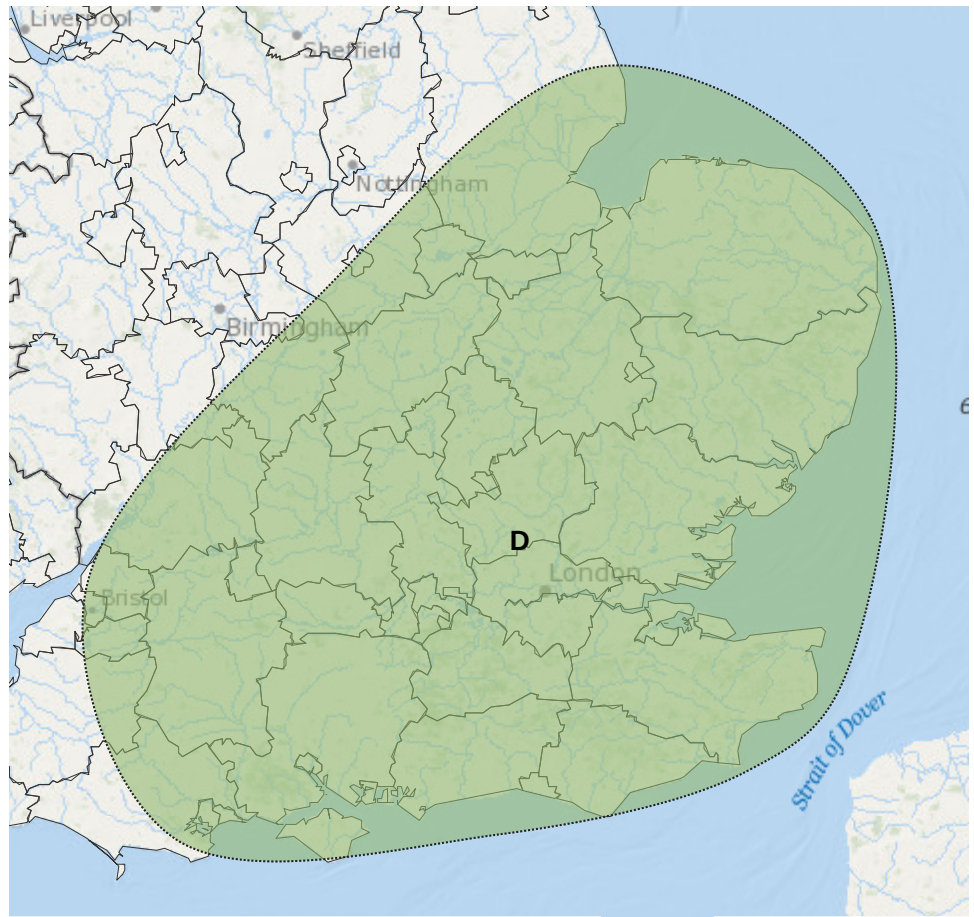 Liverpool
Sheffield
Nottingham
Birmingham
D
London
Bristol
Strait of Dover